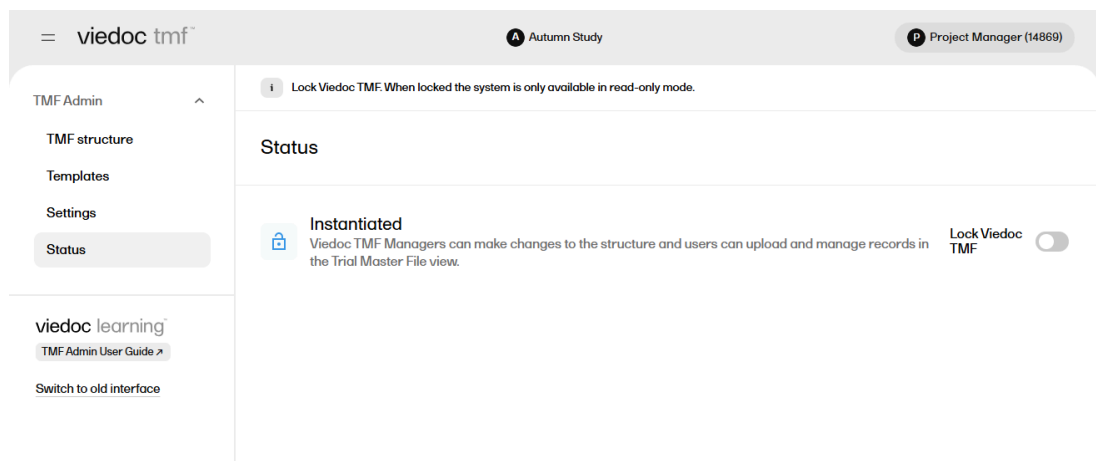 viedoc tmf™
A Autumn Study
P Project Manager (14869)
TMF Admin
TMF structure
Templates
Settings
Status
viedoc learning™
TMF Admin User Guide ↗
Switch to old interface
i Lock Viedoc TMF. When locked the system is only available in read-only mode.
Status
Instantiated
Viedoc TMF Managers can make changes to the structure and users can upload and manage records in
the Trial Master File view.
Lock Viedoc
TMF